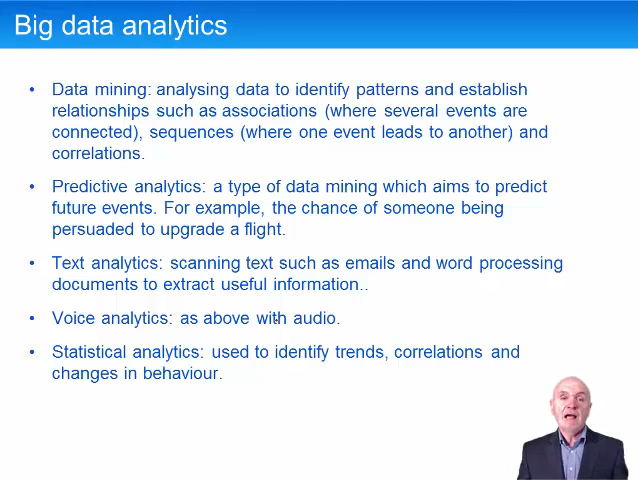 Big data analytics
• Data mining: analysing data to identify patterns and establish
relationships such as associations (where several events are
connected), sequences (where one event leads to another) and
correlations.
• Predictive analytics: a type of data mining which aims to predict
future events. For example, the chance of someone being
persuaded to upgrade a flight.
• Text analytics: scanning text such as emails and word processing
documents to extract useful information..
• Voice analytics: as above with audio.
• Statistical analytics: used to identify trends, correlations and
changes in behaviour.